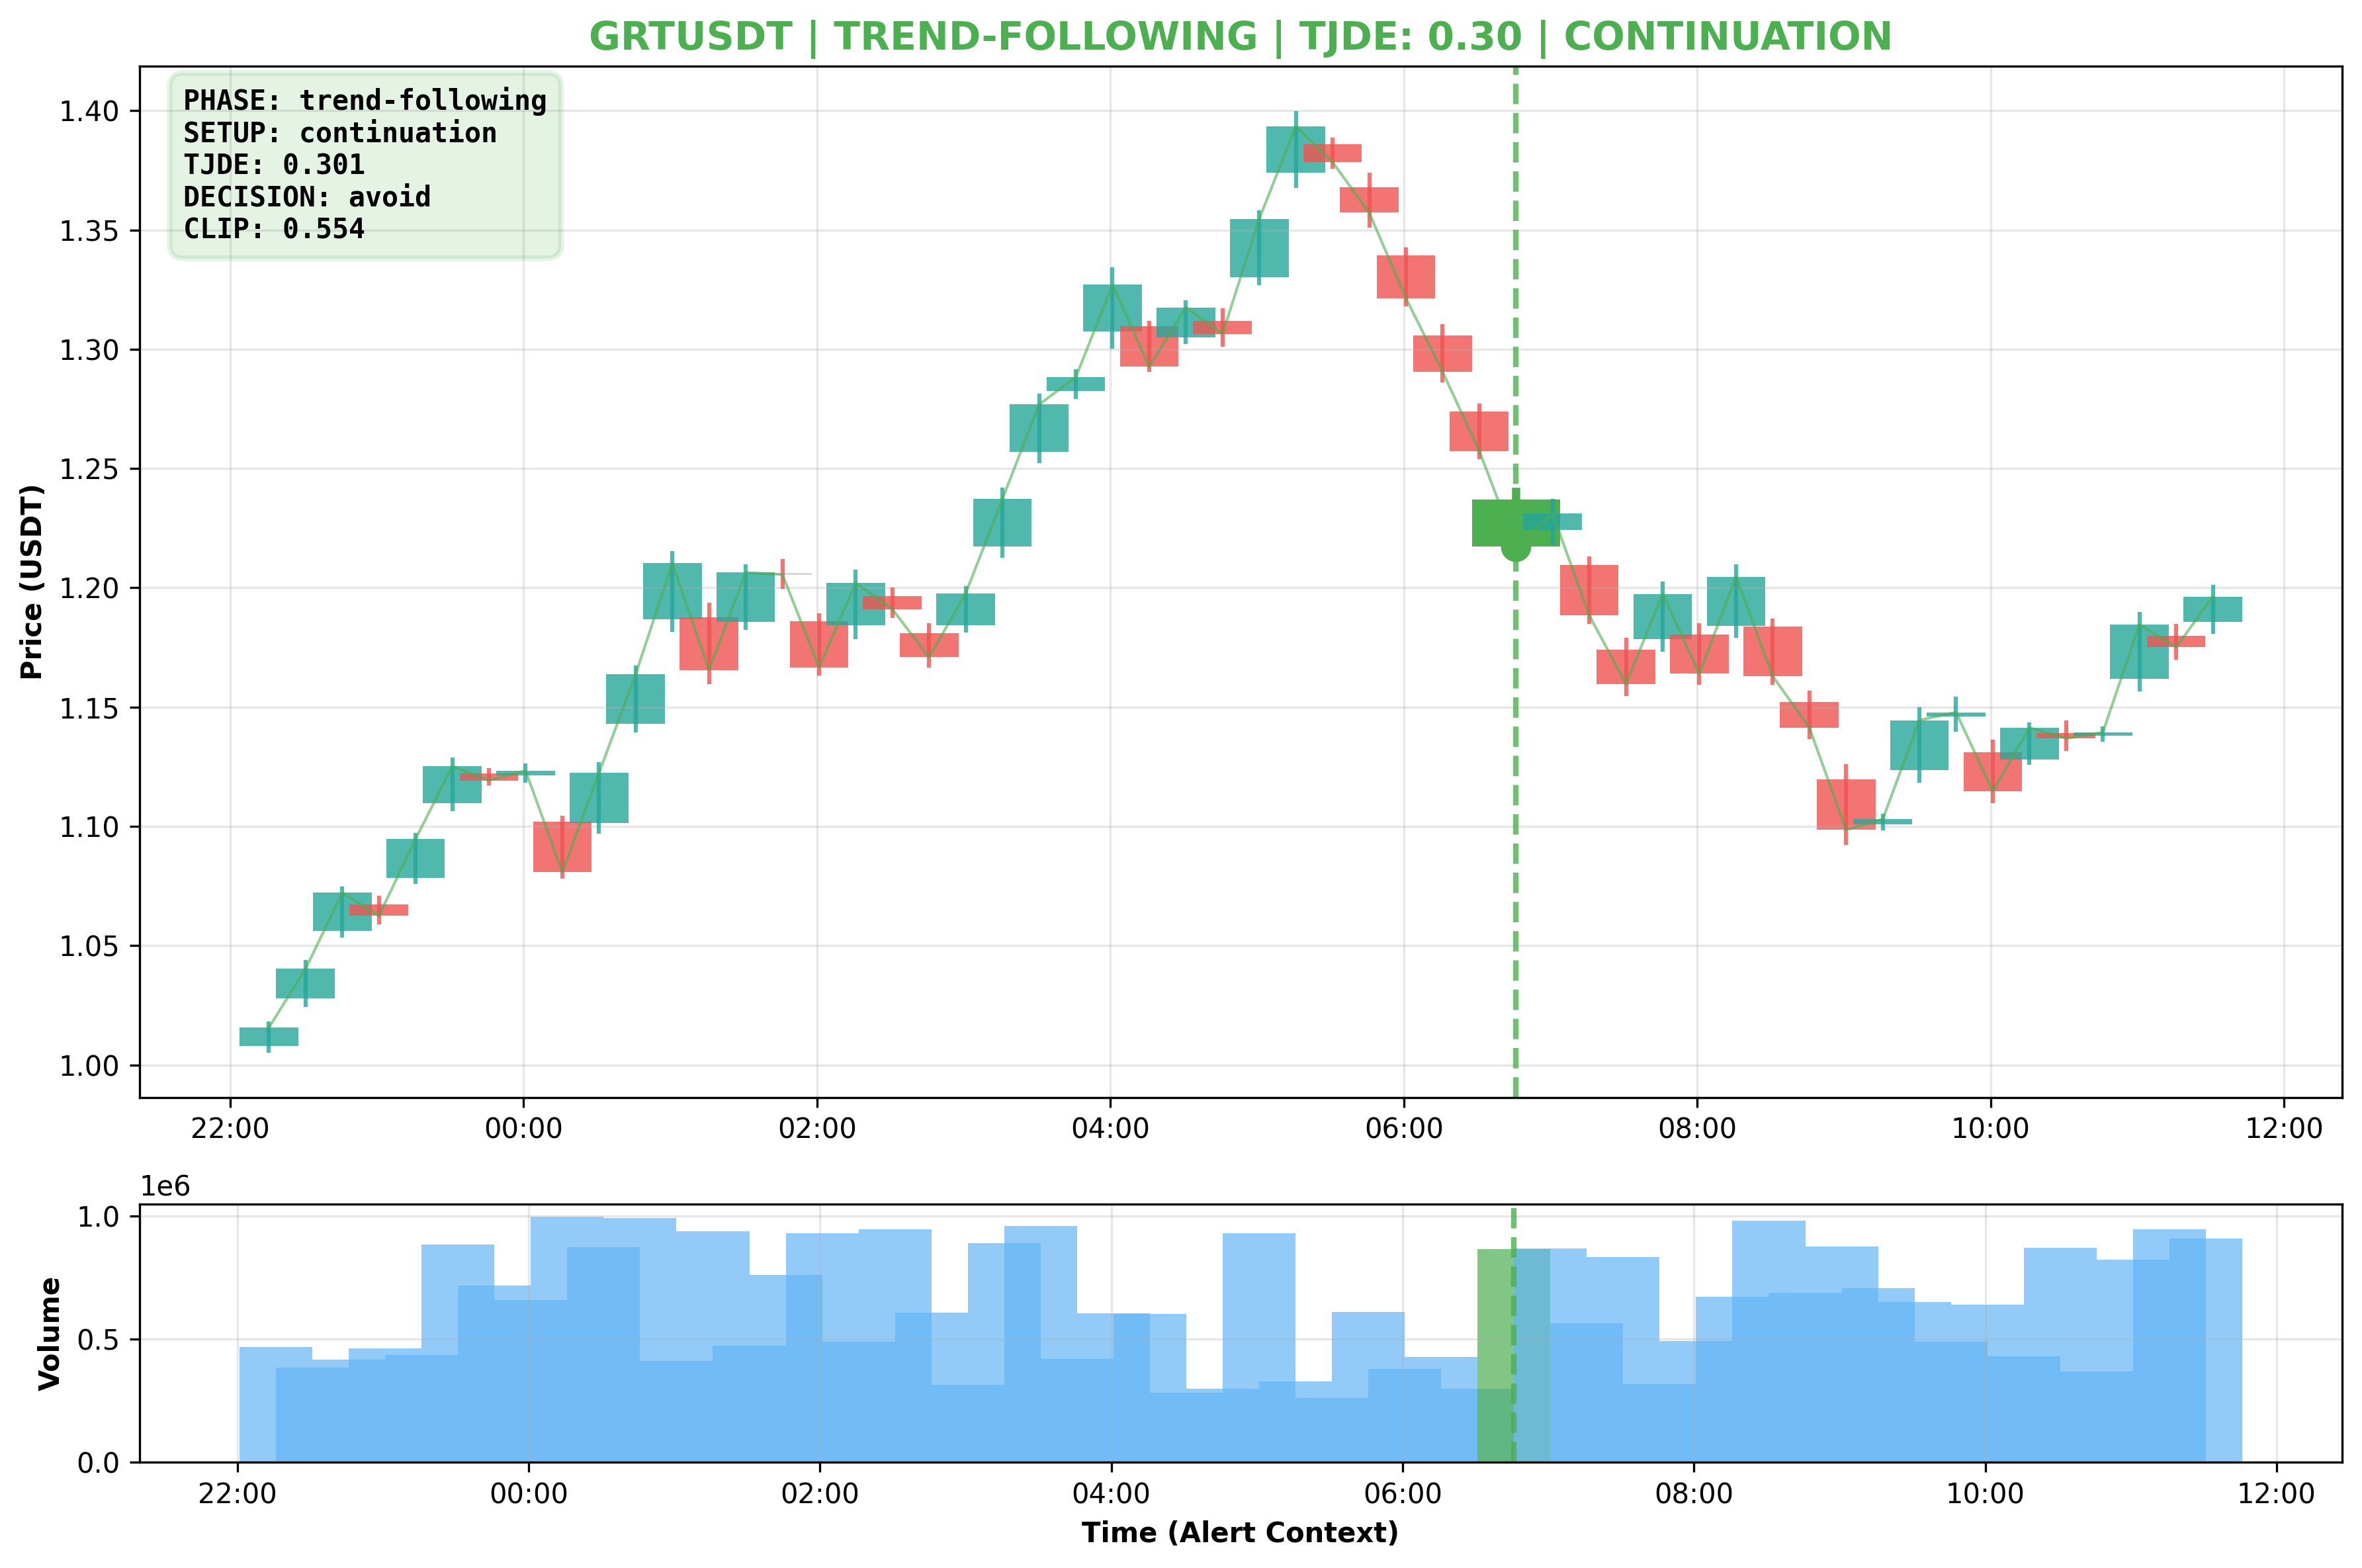 GRTUSDT | TREND-FOLLOWING | TJDE: 0.30 | CONTINUATION
PHASE: trend-following
SETUP: continuation
TJDE: 0.301
DECISION: avoid
CLIP: 0.554
Price (USDT)
1.40
1.35
1.30
1.25
1.20
1.15
1.10
1.05
1.00
22:00 00:00 02:00 04:00 06:00 08:00 10:00 12:00
1e6
Volume
1.0
0.5
0.0
22:00 00:00 02:00 04:00 06:00 08:00 10:00 12:00
Time (Alert Context)